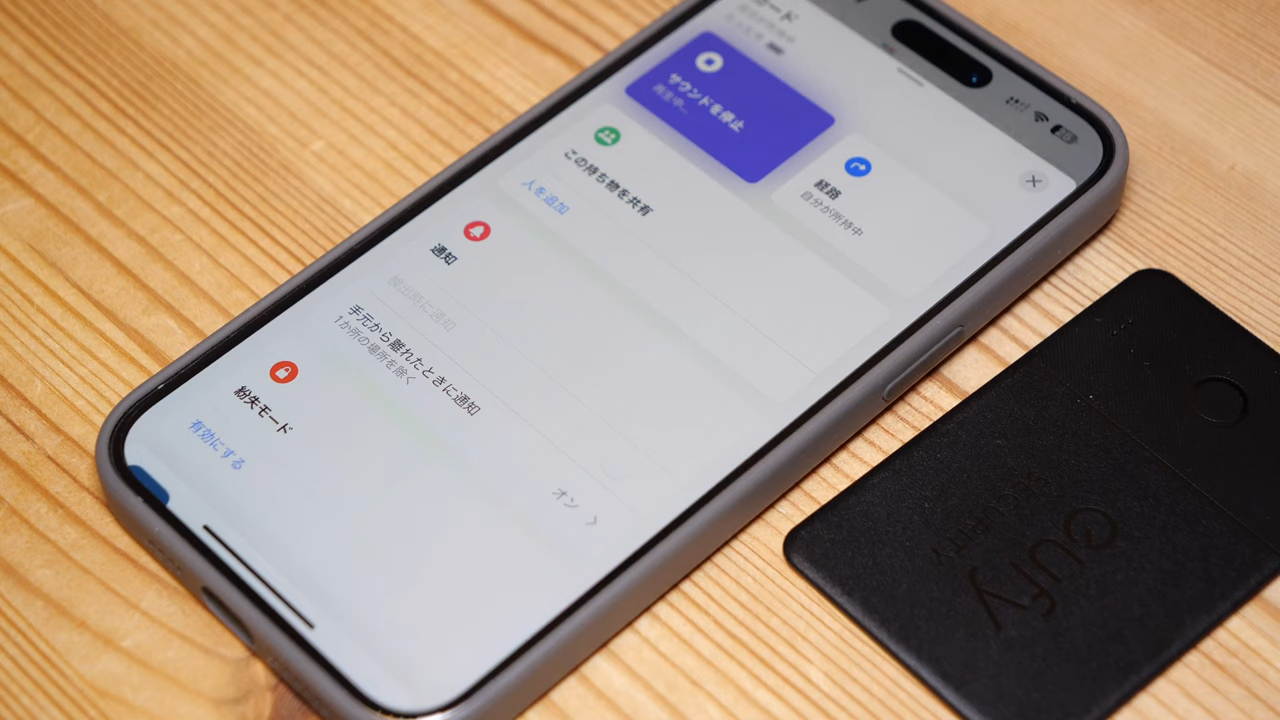 ード
サウンドを停止
再生中...
経路
自分が所持中
この持ち物を共有
人を追加
通知
検出時に通知
手元から離れたときに通知
1か所の場所を除く
オン
紛失モード
有効にする
eufy
SECURITY